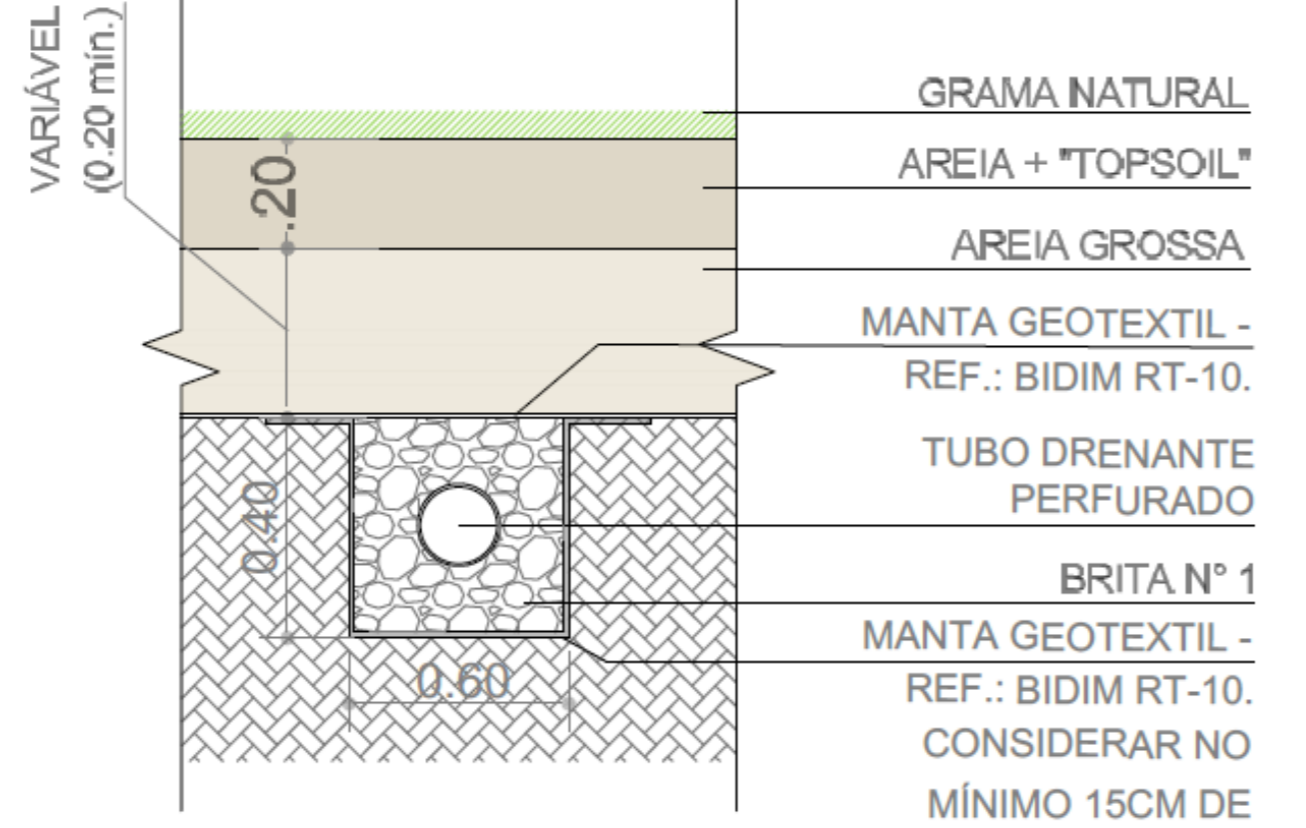 VARIÁVEL
(0.20 mín.)
GRAMA NATURAL
.20
AREIA + "TOPSOIL"
AREIA GROSSA
MANTA GEOTEXTIL -
REF.: BIDIM RT-10.
TUBO DRENANTE
PERFURADO
0.40
BRITA N° 1
MANTA GEOTEXTIL -
REF.: BIDIM RT-10.
0.60
CONSIDERAR NO
MÍNIMO 15CM DE